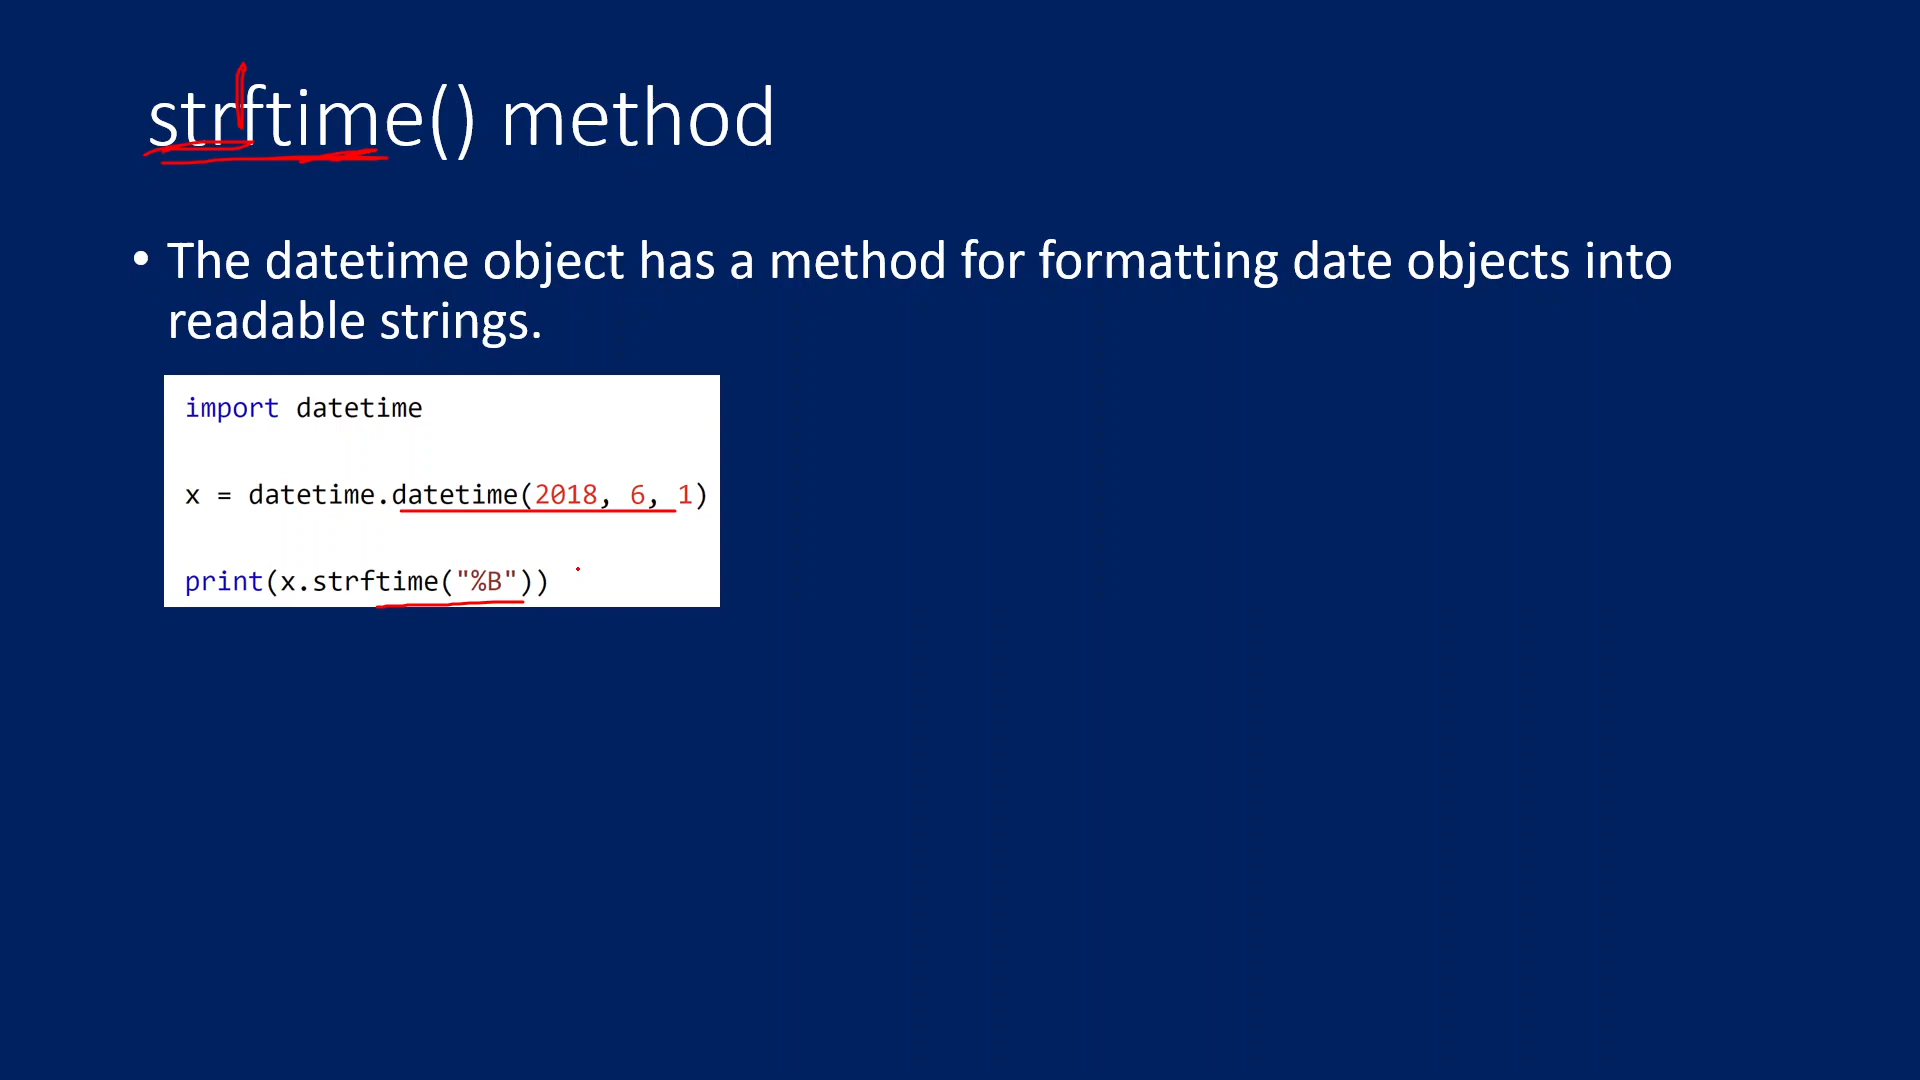 strftime() method
• The datetime object has a method for formatting date objects into
readable strings.
import datetime
x = datetime.datetime(2018, 6, 1)
print(x.strftime("%B"))